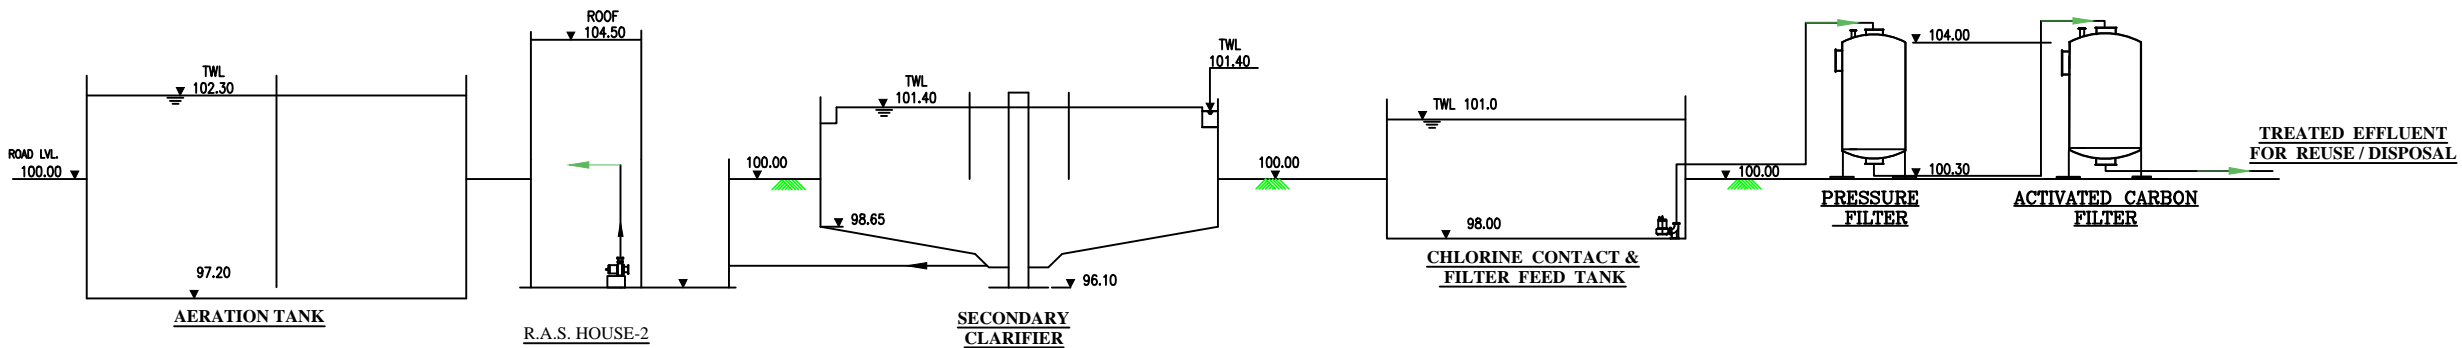 ROAD LVL.
100.00
TWL
102.30
97.20
AERATION TANK
ROOF
104.50
R.A.S. HOUSE-2
100.00
TWL
101.40
98.65
TWL
101.40
96.10
SECONDARY
CLARIFIER
100.00
TWL 101.0
98.00
CHLORINE CONTACT &
FILTER FEED TANK
100.00
104.00
100.30
PRESSURE
FILTER
ACTIVATED CARBON
FILTER
TREATED EFFLUENT
FOR REUSE / DISPOSAL